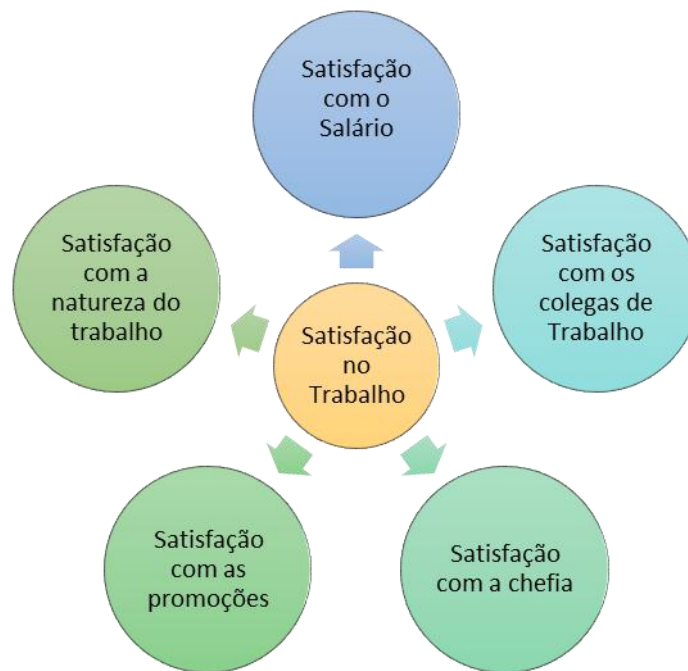 Satisfação
com o
Salário
Satisfação
com os
colegas de
Trabalho
Satisfação
com a chefia
Satisfação
com as
promoções
Satisfação
com a
natureza do
trabalho
Satisfação
no
Trabalho